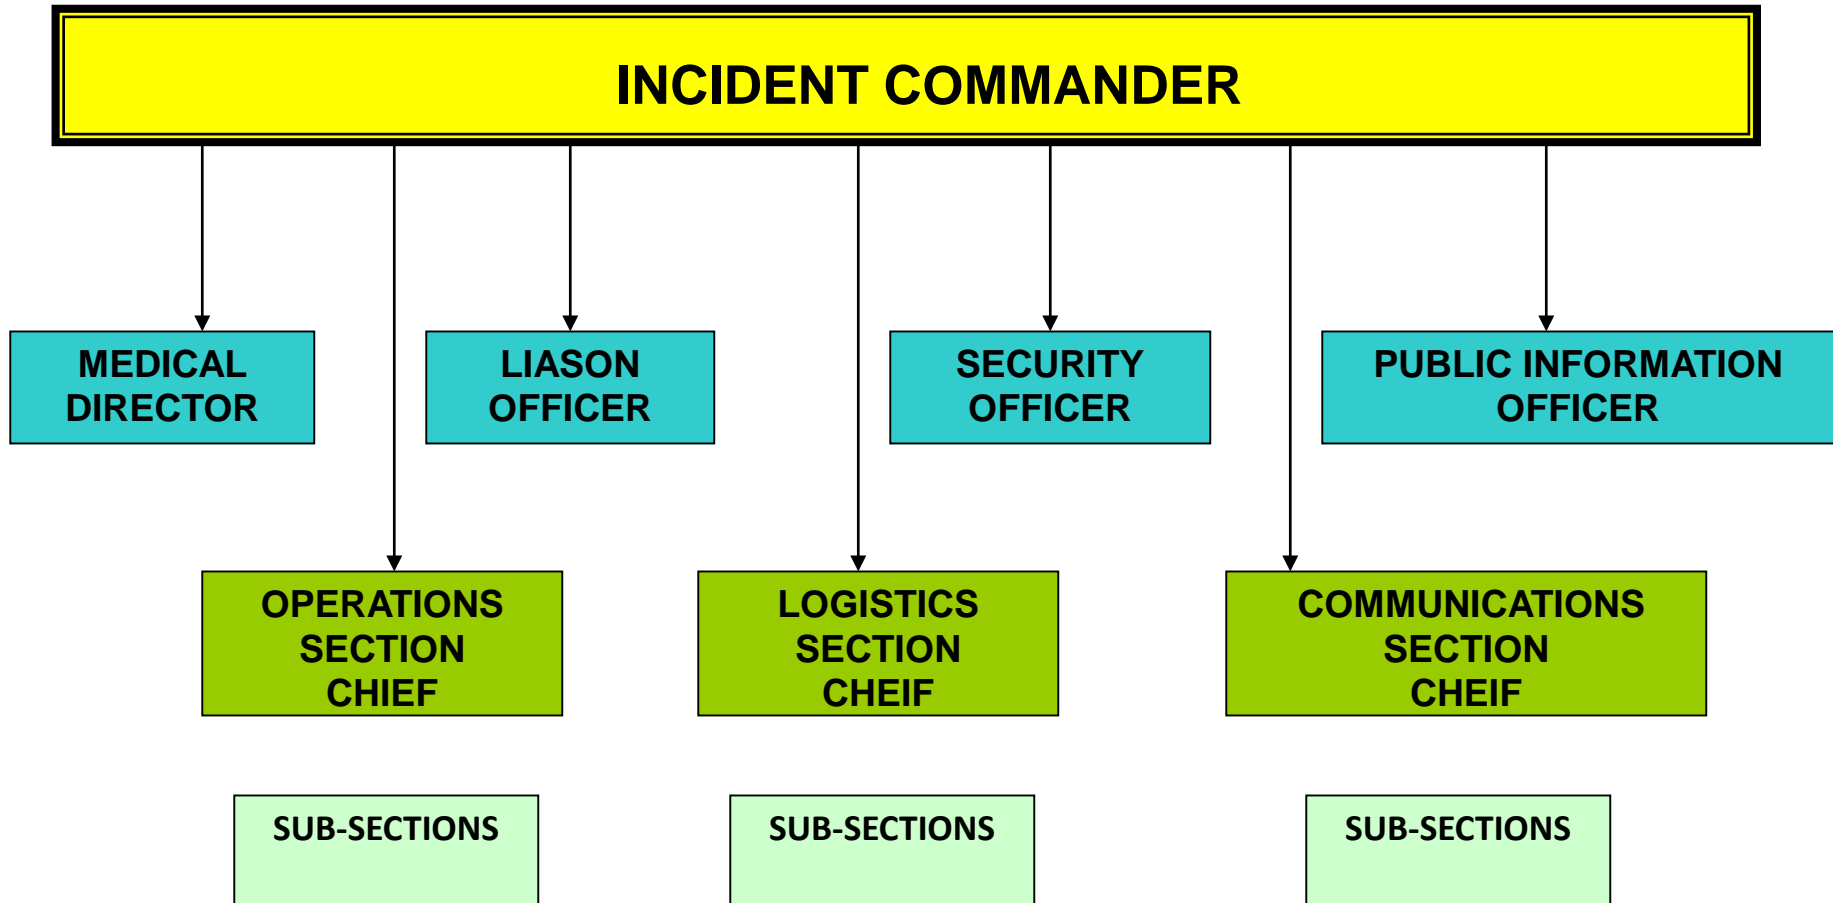 INCIDENT COMMANDER
MEDICAL
DIRECTOR
LIASON
OFFICER
SECURITY
OFFICER
PUBLIC INFORMATION
OFFICER
OPERATIONS
SECTION
CHIEF
LOGISTICS
SECTION
CHEIF
COMMUNICATIONS
SECTION
CHEIF
SUB-SECTIONS
SUB-SECTIONS
SUB-SECTIONS